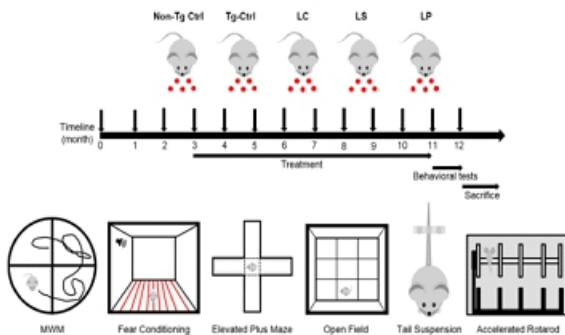 Non-Tg Ctrl Tg-Ctrl LC LS LP
Timeline
(month)
0 1 2 3 4 5 6 7 8 9 10 11 12
Treatment
Behavioral tests
Sacrifice
MWM Fear Conditioning Elevated Plus Maze Open Field Tail Suspension Accelerated Rotarod